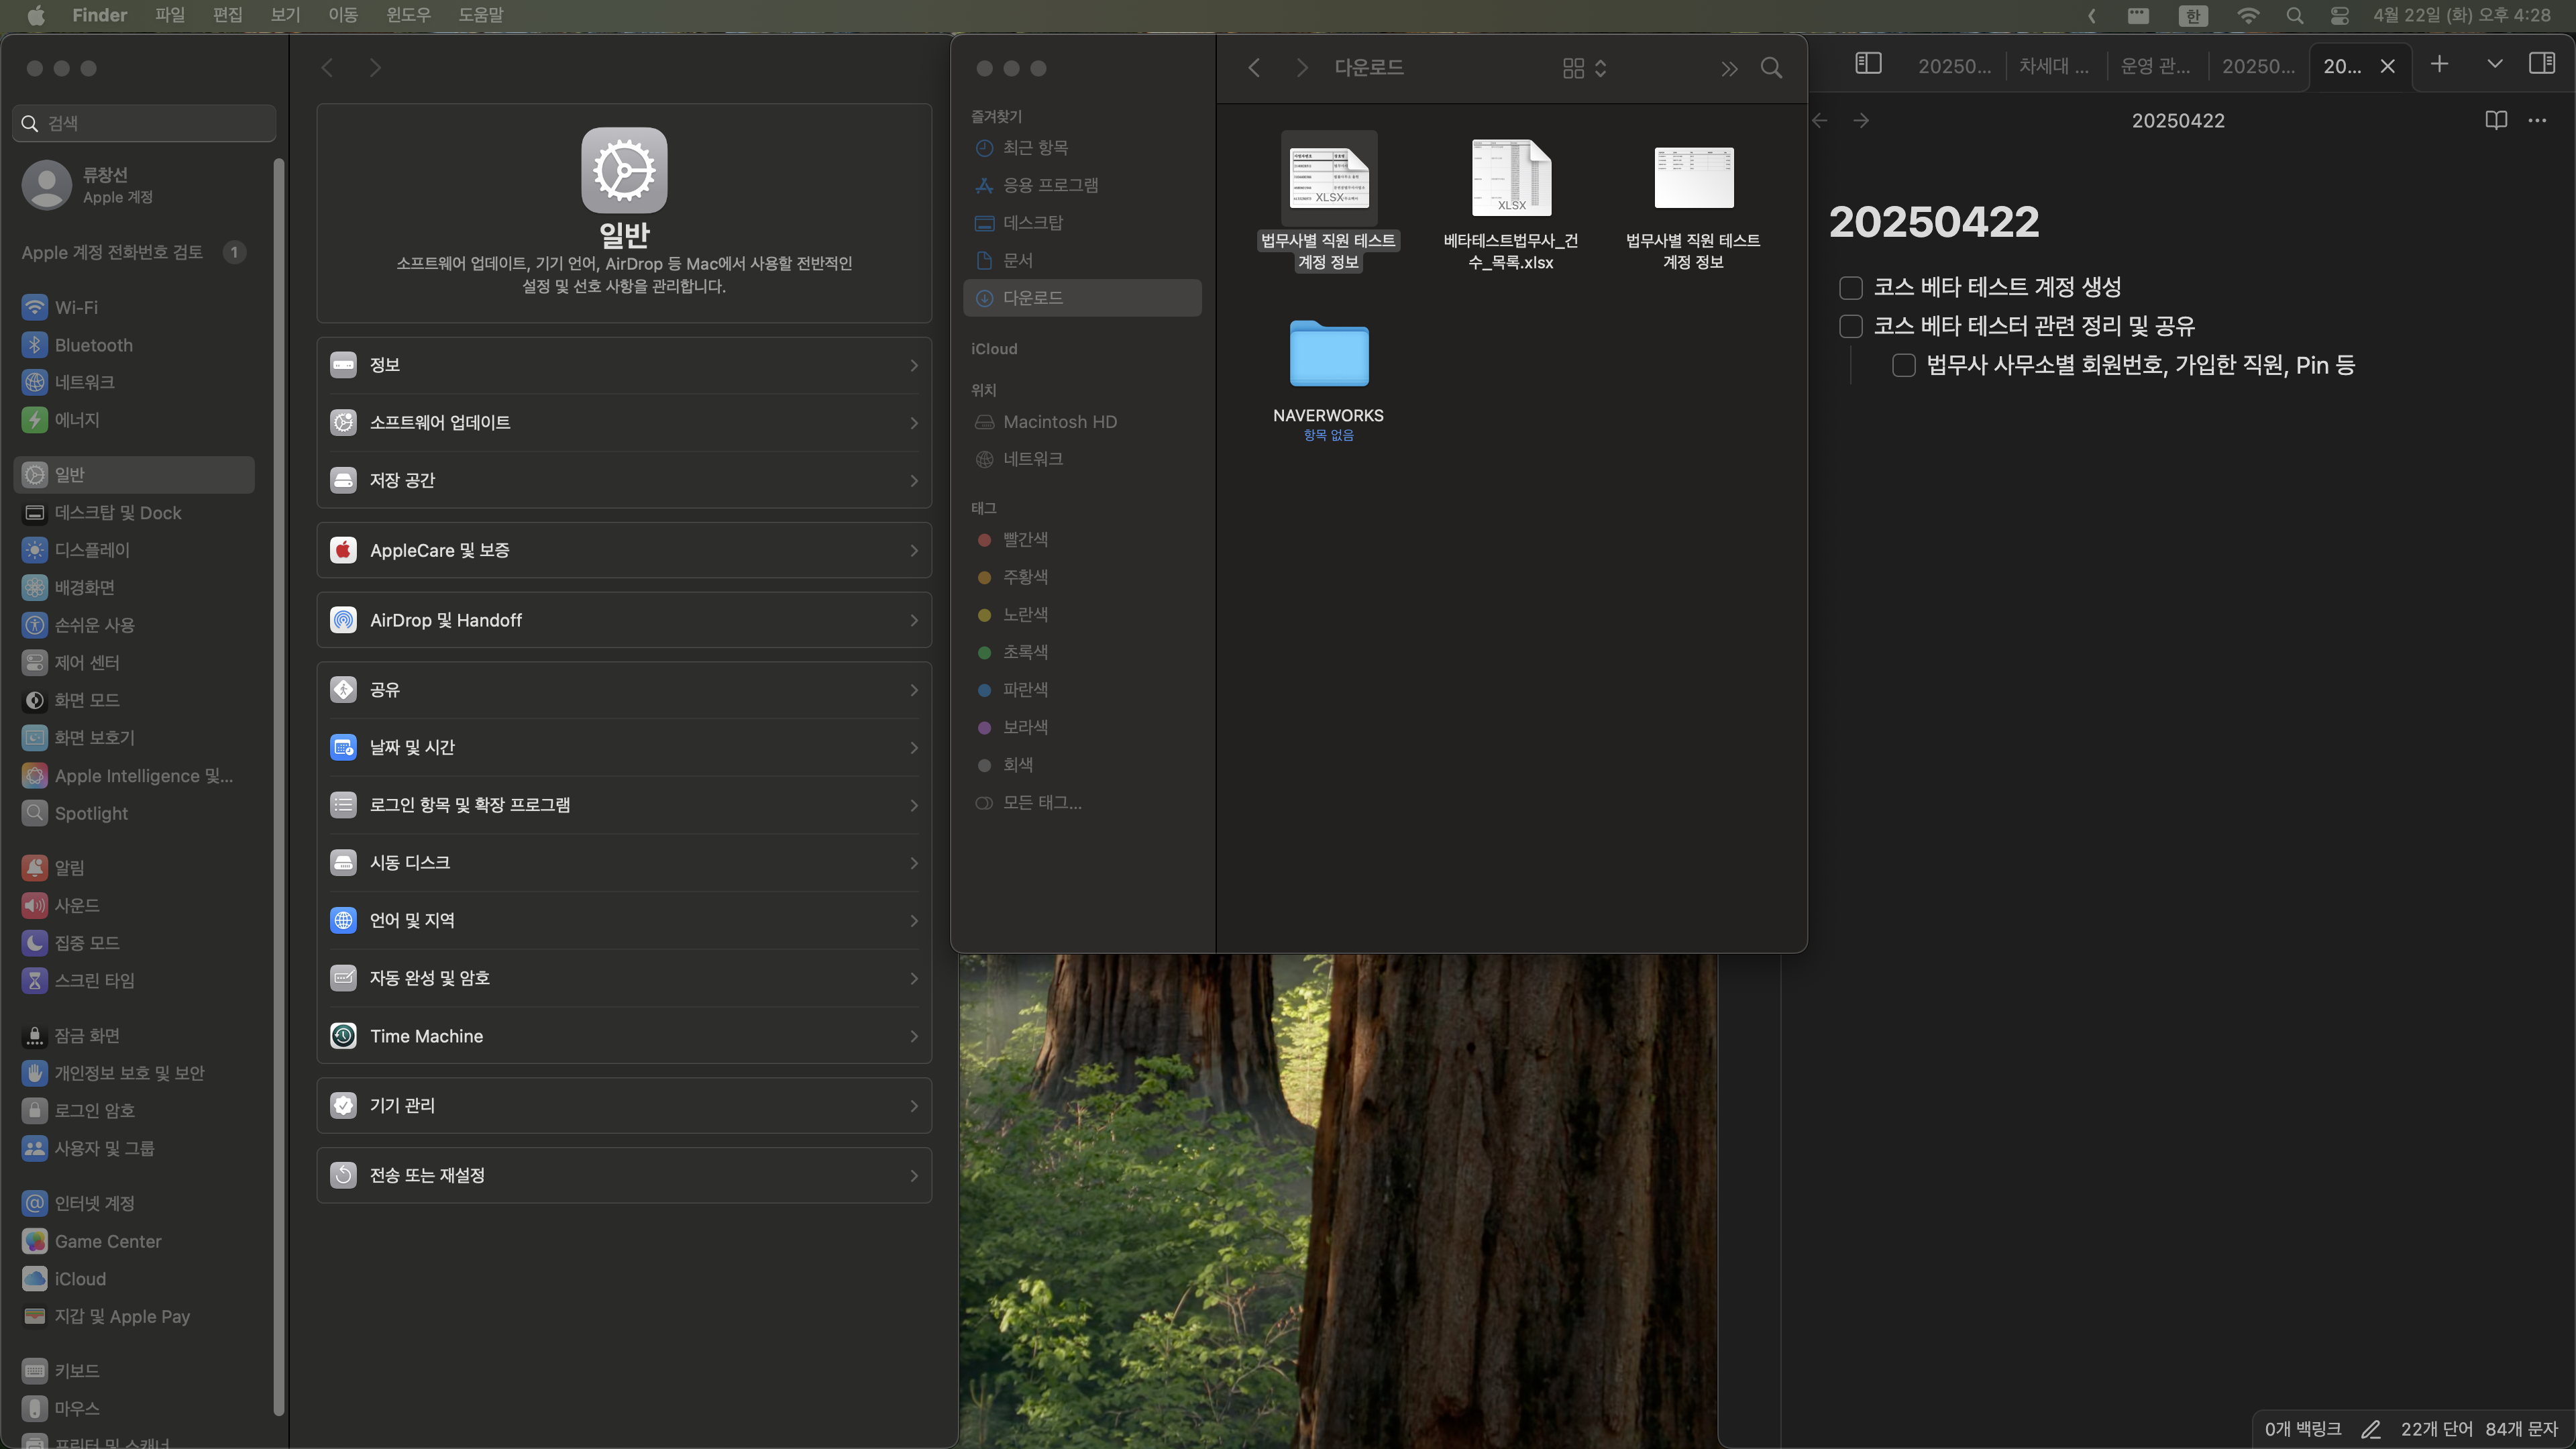 Finder 파일 편집 보기 이동 윈도우 도움말
한 4월 22일 (화) 오후 4:28
검색
류창선
Apple 계정
Apple 계정 전화번호 검토 1
Wi-Fi
Bluetooth
네트워크
에너지
일반
데스크탑 및 Dock
디스플레이
배경화면
손쉬운 사용
제어 센터
화면 모드
화면 보호기
Apple Intelligence 및...
Spotlight
알림
사운드
집중 모드
스크린 타임
잠금 화면
개인정보 보호 및 보안
로그인 암호
사용자 및 그룹
인터넷 계정
Game Center
iCloud
지갑 및 Apple Pay
키보드
마우스
프린터 및 스캐너
일반
소프트웨어 업데이트, 기기 언어, AirDrop 등 Mac에서 사용할 전반적인
설정 및 선호 사항을 관리합니다.
정보
소프트웨어 업데이트
저장 공간
AppleCare 및 보증
AirDrop 및 Handoff
공유
날짜 및 시간
로그인 항목 및 확장 프로그램
시동 디스크
언어 및 지역
자동 완성 및 암호
Time Machine
기기 관리
전송 또는 재설정
즐겨찾기
최근 항목
응용 프로그램
데스크탑
문서
다운로드
iCloud
위치
Macintosh HD
네트워크
태그
빨간색
주황색
노란색
초록색
파란색
보라색
회색
모든 태그...
다운로드
XLSX
법무사별 직원 테스트
계정 정보
XLSX
베타테스트법무사_건
수_목록.xlsx
법무사별 직원 테스트
계정 정보
NAVERWORKS
항목 없음
20250... 차세대 ... 운영 관... 20250... 20...
20250422
20250422
코스 베타 테스트 계정 생성
코스 베타 테스터 관련 정리 및 공유
법무사 사무소별 회원번호, 가입한 직원, Pin 등
0개 백링크 22개 단어 84개 문자